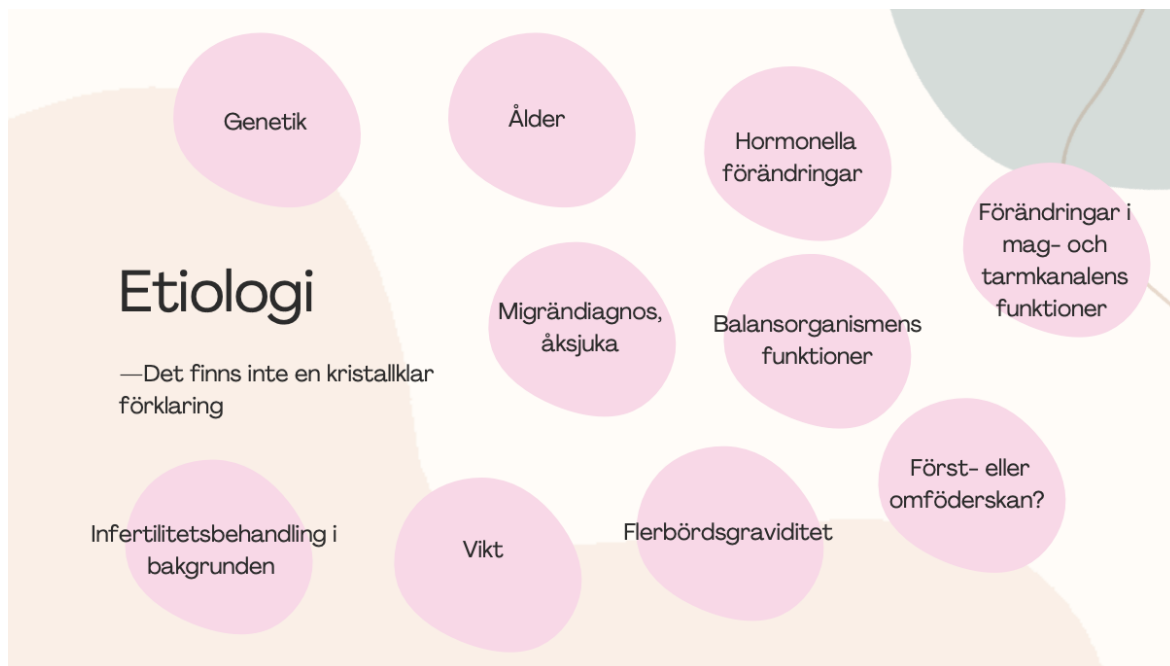 Genetik
Ålder
Hormonella
förändringar
Förändringar i
mag- och
tarmkanalens
funktioner
Etiologi
—Det finns inte en kristallklar
förklaring
Migrändiagnos,
åksjuka
Balansorganismens
funktioner
Först- eller
omföderskan?
Infertilitetsbehandling i
bakgrunden
Vikt
Flerbördsgraviditet